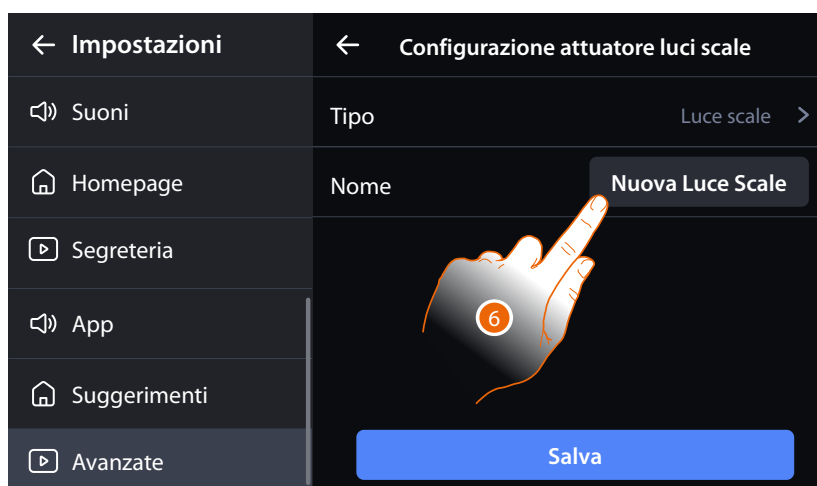 Impostazioni
Suoni
Homepage
Segreteria
App
Suggerimenti
Avanzate
Configurazione attuatore luci scale
Tipo
Luce scale
Nome
Nuova Luce Scale
6
Salva